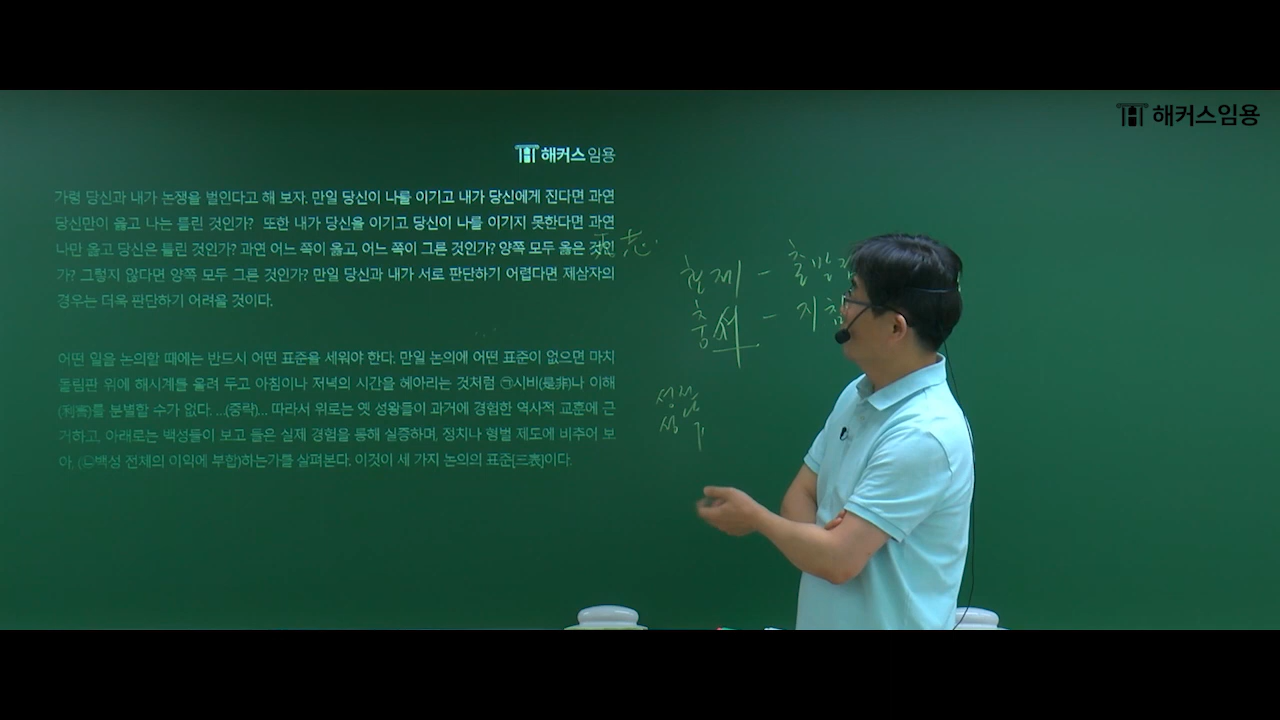 해커스임용
해커스임용
가령 당신과 내가 논쟁을 벌인다고 해 보자. 만일 당신이 나를 이기고 내가 당신에게 진다면 과연
당신만이 옳고 나는 틀린 것인가? 또한 내가 당신을 이기고 당신이 나를 이기지 못한다면 과연
나만 옳고 당신은 틀린 것인가? 과연 어느 쪽이 옳고, 어느 쪽이 그른 것인가? 양쪽 모두 옳은 것인
가? 그렇지 않다면 양쪽 모두 그른 것인가? 만일 당신과 내가 서로 판단하기 어렵다면 제삼자의
경우는 더욱 판단하기 어려울 것이다.
어떤 일을 논의할 때에는 반드시 어떤 표준을 세워야 한다. 만일 논의에 어떤 표준이 없으면 마치
돌림판 위에 해시계를 올려 두고 아침이나 저녁의 시간을 헤아리는 것처럼 ㉠시비(是非)나 이해
(利害)를 분별할 수가 없다. …(중략)… 따라서 위로는 옛 성왕들이 과거에 경험한 역사적 교훈에 근
거하고, 아래로는 백성들이 보고 들은 실제 경험을 통해 실증하며, 정치나 형벌 제도에 비추어 보
아, (㉡백성 전체의 이익에 부합)하는가를 살펴본다. 이것이 세 가지 논의의 표준[三表]이다.
志
한계 - 출발
충서 - 지침